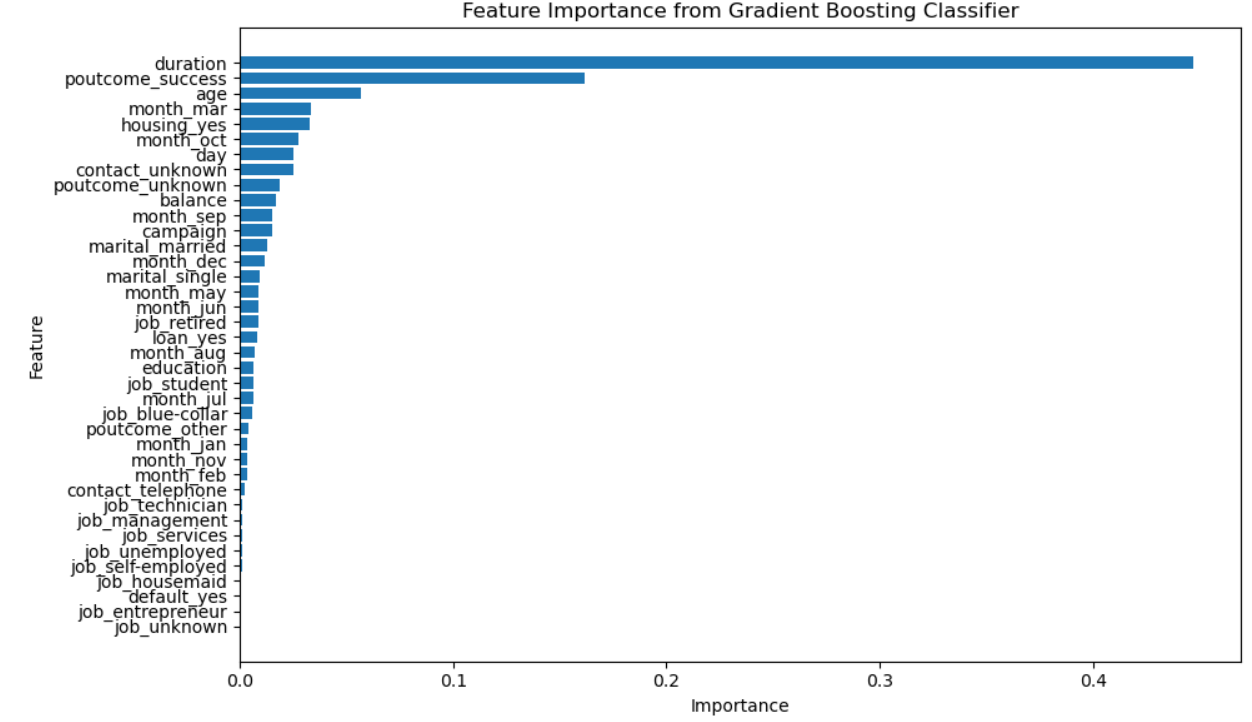 Feature Importance from Gradient Boosting Classifier
duration
poutcome_success
age
month_mar
housing_yes
month_oct
day
contact_unknown
poutcome_unknown
balance
month_sep
campaign
marital_married
month_dec
marital_single
month_may
month_jun
job_retired
loan_yes
month_aug
education
job_student
month_jul
job_blue-collar
poutcome_other
month_jan
month_nov
month_feb
contact_telephone
job_technician
job_management
job_services
job_unemployed
job_self-employed
job_housemaid
default_yes
job_entrepreneur
job_unknown
Feature
0.0 0.1 0.2 0.3 0.4
Importance